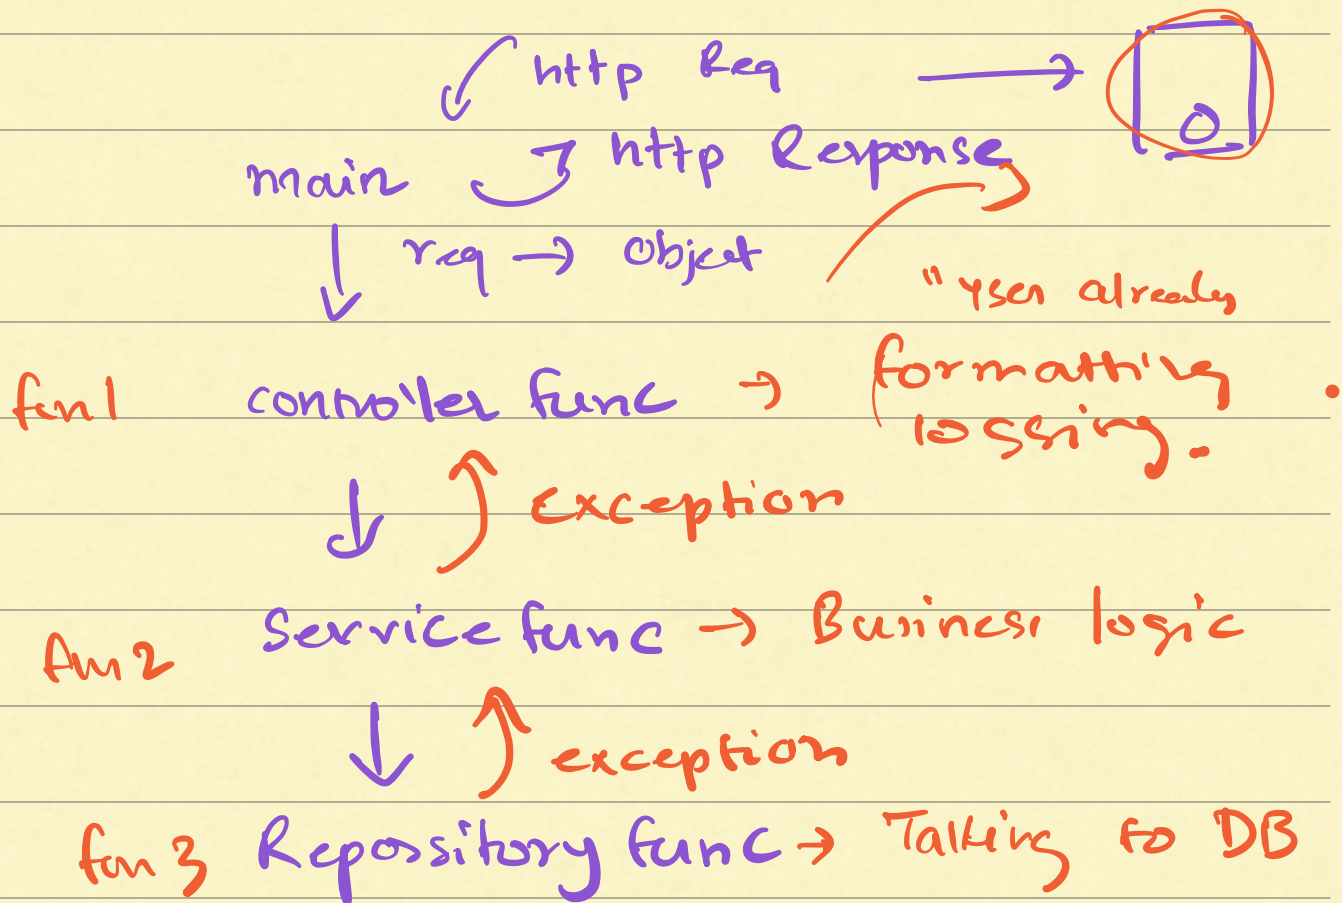 http Req →
main http Response
req → Object
"user already
fn1 controller func → formatting
logging.
exception
fn2 Service func → Business logic
exception
fn3 Repository func → Talking to DB